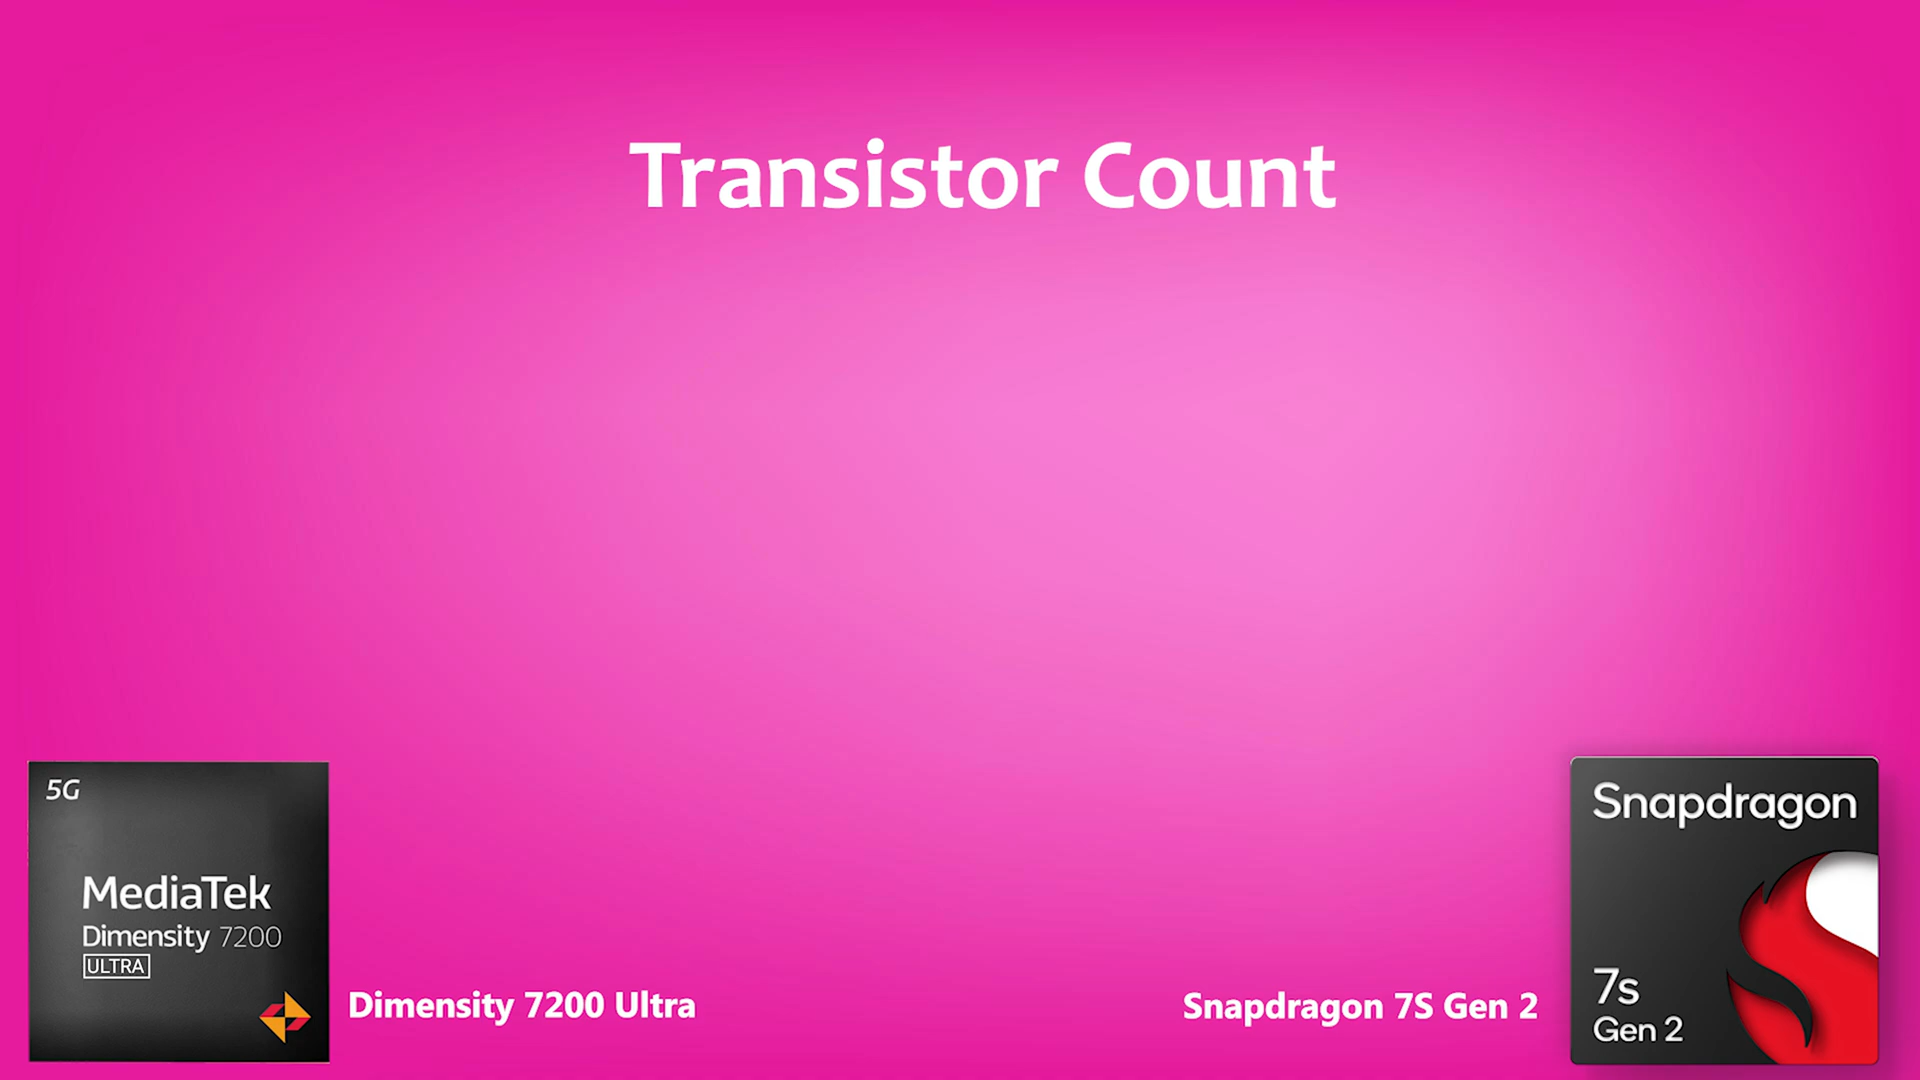 Transistor Count
5G
MediaTek
Dimensity 7200
ULTRA
Dimensity 7200 Ultra
Snapdragon 7S Gen 2
Snapdragon
7s
Gen 2